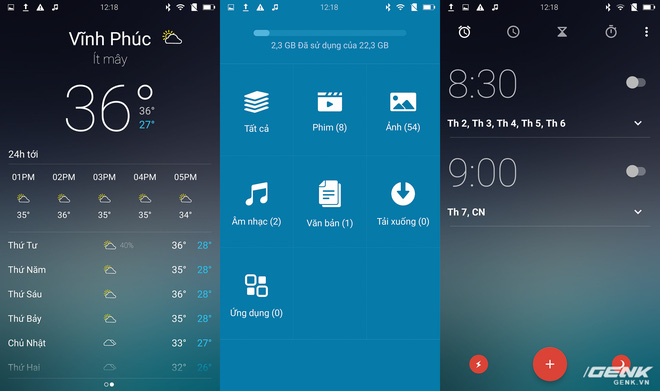 12:18
Vĩnh Phúc
Ít mây
36°
36°
27°
24h tới
01PM 02PM 03PM 04PM 05PM
35° 36° 35° 35° 34°
Thứ Tư 40% 36° 28°
Thứ Năm 35° 28°
Thứ Sáu 36° 28°
Thứ Bảy 35° 28°
Chủ Nhật 33° 27°
Thứ Hai 32° 26°
12:18
2,3 GB Đã sử dụng của 22,3 GB
Tất cả Phim (8) Ảnh (54)
Âm nhạc (2) Văn bản (1) Tải xuống (0)
Ứng dụng (0)
12:18
8:30
Th 2, Th 3, Th 4, Th 5, Th 6
9:00
Th 7, CN
GENK
GENK.VN